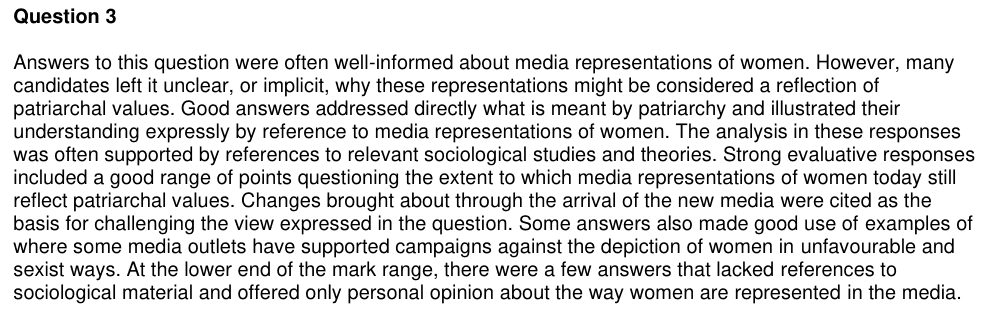 Question 3
Answers to this question were often well-informed about media representations of women. However, many
candidates left it unclear, or implicit, why these representations might be considered a reflection of
patriarchal values. Good answers addressed directly what is meant by patriarchy and illustrated their
understanding expressly by reference to media representations of women. The analysis in these responses
was often supported by references to relevant sociological studies and theories. Strong evaluative responses
included a good range of points questioning the extent to which media representations of women today still
reflect patriarchal values. Changes brought about through the arrival of the new media were cited as the
basis for challenging the view expressed in the question. Some answers also made good use of examples of
where some media outlets have supported campaigns against the depiction of women in unfavourable and
sexist ways. At the lower end of the mark range, there were a few answers that lacked references to
sociological material and offered only personal opinion about the way women are represented in the media.